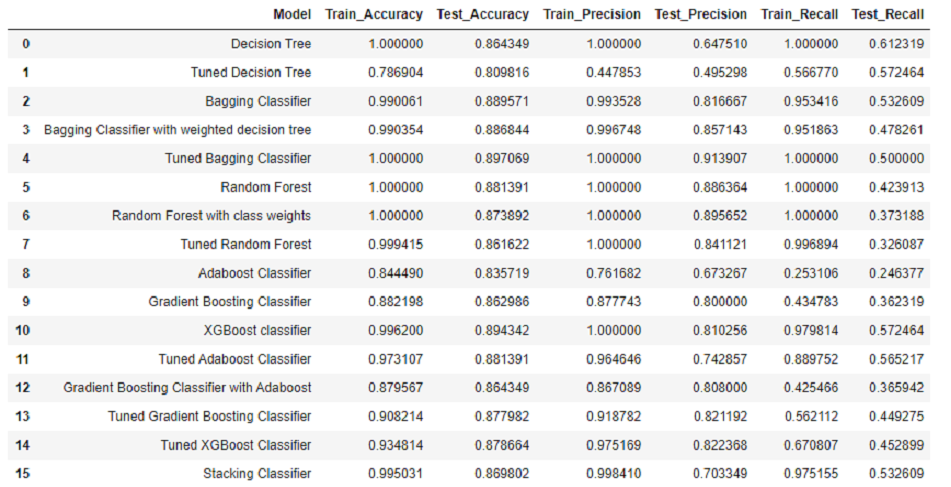 Model Train_Accuracy Test_Accuracy Train_Precision Test_Precision Train_Recall Test_Recall
0 Decision Tree 1.000000 0.864349 1.000000 0.647510 1.000000 0.612319
1 Tuned Decision Tree 0.786904 0.809816 0.447853 0.495298 0.566770 0.572464
2 Bagging Classifier 0.990061 0.889571 0.993528 0.816667 0.953416 0.532609
3 Bagging Classifier with weighted decision tree 0.990354 0.886844 0.996748 0.857143 0.951863 0.478261
4 Tuned Bagging Classifier 1.000000 0.897069 1.000000 0.913907 1.000000 0.500000
5 Random Forest 1.000000 0.881391 1.000000 0.886364 1.000000 0.423913
6 Random Forest with class weights 1.000000 0.873892 1.000000 0.895652 1.000000 0.373188
7 Tuned Random Forest 0.999415 0.861622 1.000000 0.841121 0.996894 0.326087
8 Adaboost Classifier 0.844490 0.835719 0.761682 0.673267 0.253106 0.246377
9 Gradient Boosting Classifier 0.882198 0.862986 0.877743 0.800000 0.434783 0.362319
10 XGBoost classifier 0.996200 0.894342 1.000000 0.810256 0.979814 0.572464
11 Tuned Adaboost Classifier 0.973107 0.881391 0.964646 0.742857 0.889752 0.565217
12 Gradient Boosting Classifier with Adaboost 0.879567 0.864349 0.867089 0.808000 0.425466 0.365942
13 Tuned Gradient Boosting Classifier 0.908214 0.877982 0.918782 0.821192 0.562112 0.449275
14 Tuned XGBoost Classifier 0.934814 0.878664 0.975169 0.822368 0.670807 0.452899
15 Stacking Classifier 0.995031 0.869802 0.998410 0.703349 0.975155 0.532609